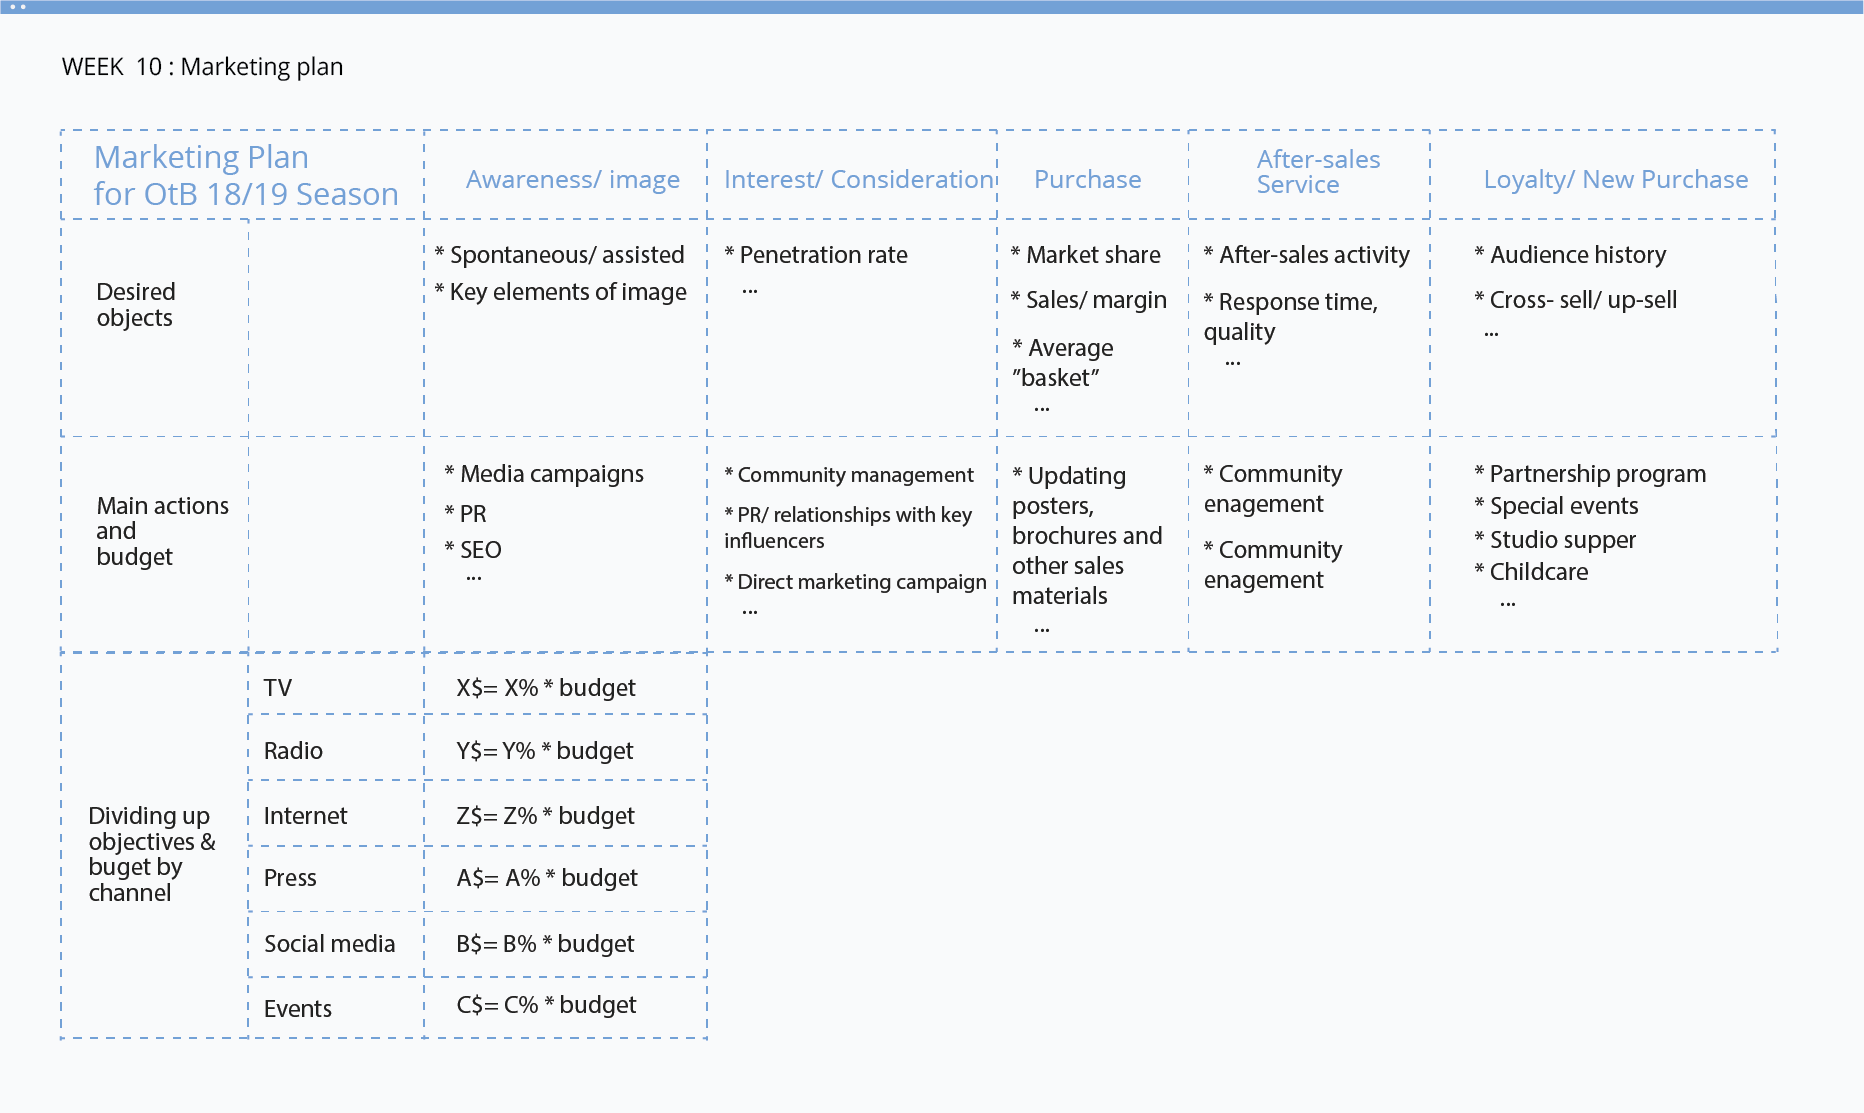 WEEK  10 : Marketing plan
Marketing Plan
for OtB 18/19 Season
Awareness/ image
Interest/ Consideration
Purchase
After-sales
Service
Loyalty/ New Purchase
Desired
objects
* Spontaneous/ assisted
* Key elements of image
* Penetration rate
...
* Market share
* Sales/ margin
* Average
”basket”
...
* After-sales activity
* Response time,
quality
...
* Audience history
* Cross- sell/ up-sell
...
Main actions
and
budget
* Media campaigns
* PR
* SEO
...
* Community management
* PR/ relationships with key
influencers
* Direct marketing campaign
...
* Updating
posters,
brochures and
other sales
materials
...
* Community
enagement
* Community
enagement
* Partnership program
* Special events
* Studio supper
* Childcare
...
Dividing up
objectives &
buget by
channel
TV
X$= X% * budget
Radio
Y$= Y% * budget
Internet
Z$= Z% * budget
Press
A$= A% * budget
Social media
B$= B% * budget
Events
C$= C% * budget